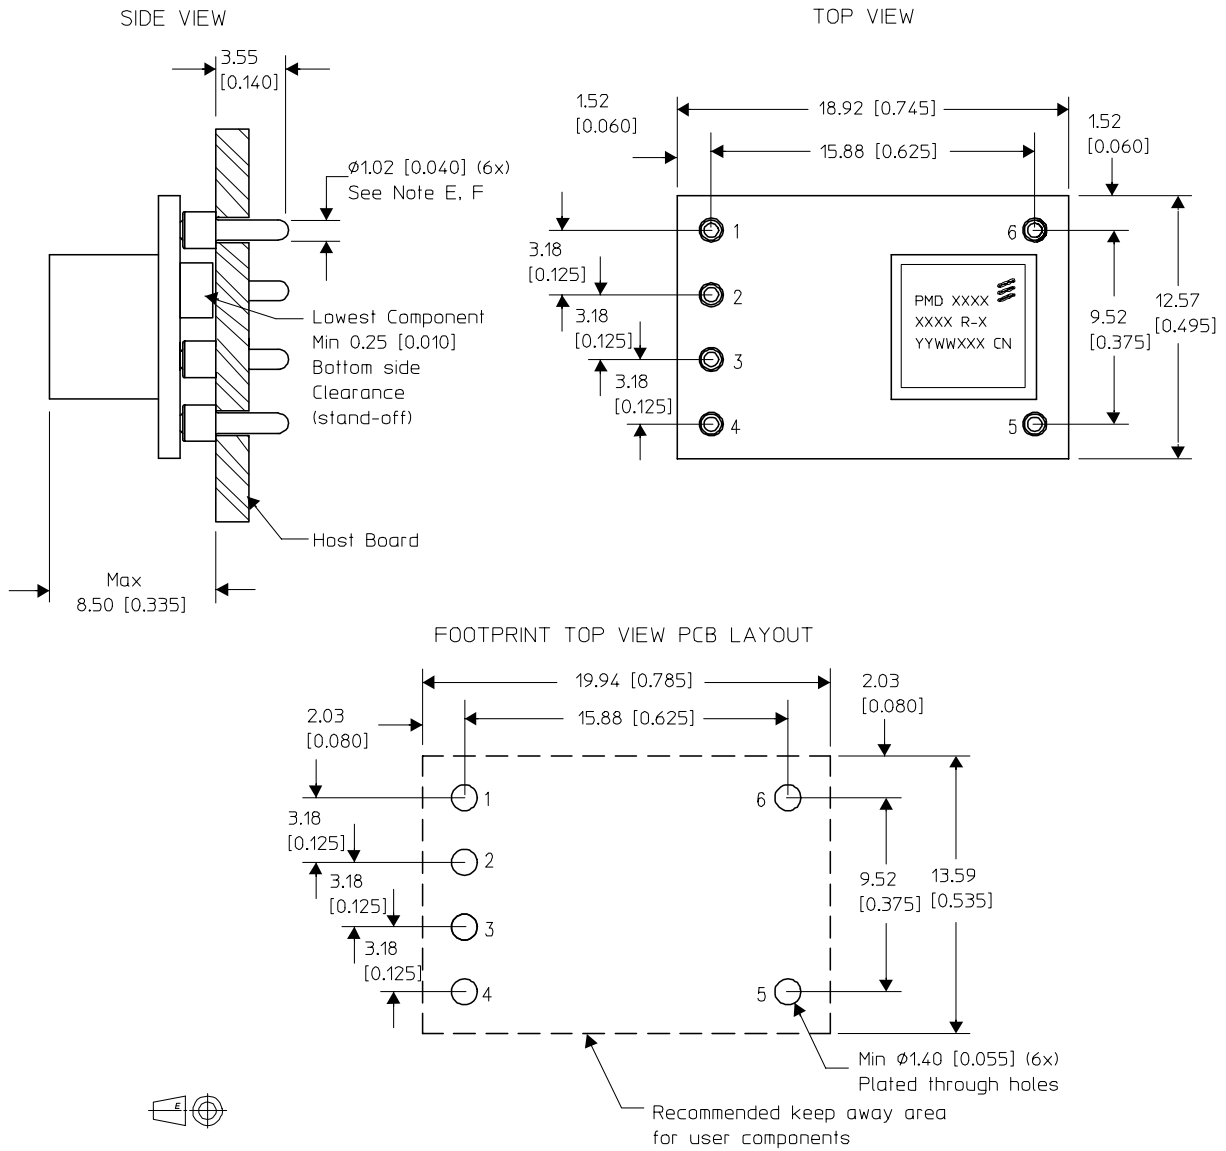 SIDE VIEW
TOP VIEW
3.55
[0.140]
Ø1.02 [0.040] (6x)
See Note E, F
Lowest Component
Min 0.25 [0.010]
Bottom side
Clearance
(stand-off)
Host Board
Max
8.50 [0.335]
1.52
[0.060]
18.92 [0.745]
15.88 [0.625]
1.52
[0.060]
1
2
3
4
6
5
3.18
[0.125]
3.18
[0.125]
3.18
[0.125]
PMD XXXX
XXXX R-X
YYWWXXX CN
9.52
[0.375]
12.57
[0.495]
FOOTPRINT TOP VIEW PCB LAYOUT
19.94 [0.785]
15.88 [0.625]
2.03
[0.080]
2.03
[0.080]
1
2
3
4
6
5
3.18
[0.125]
3.18
[0.125]
3.18
[0.125]
9.52
[0.375]
13.59
[0.535]
Min Ø1.40 [0.055] (6x)
Plated through holes
Recommended keep away area
for user components
E